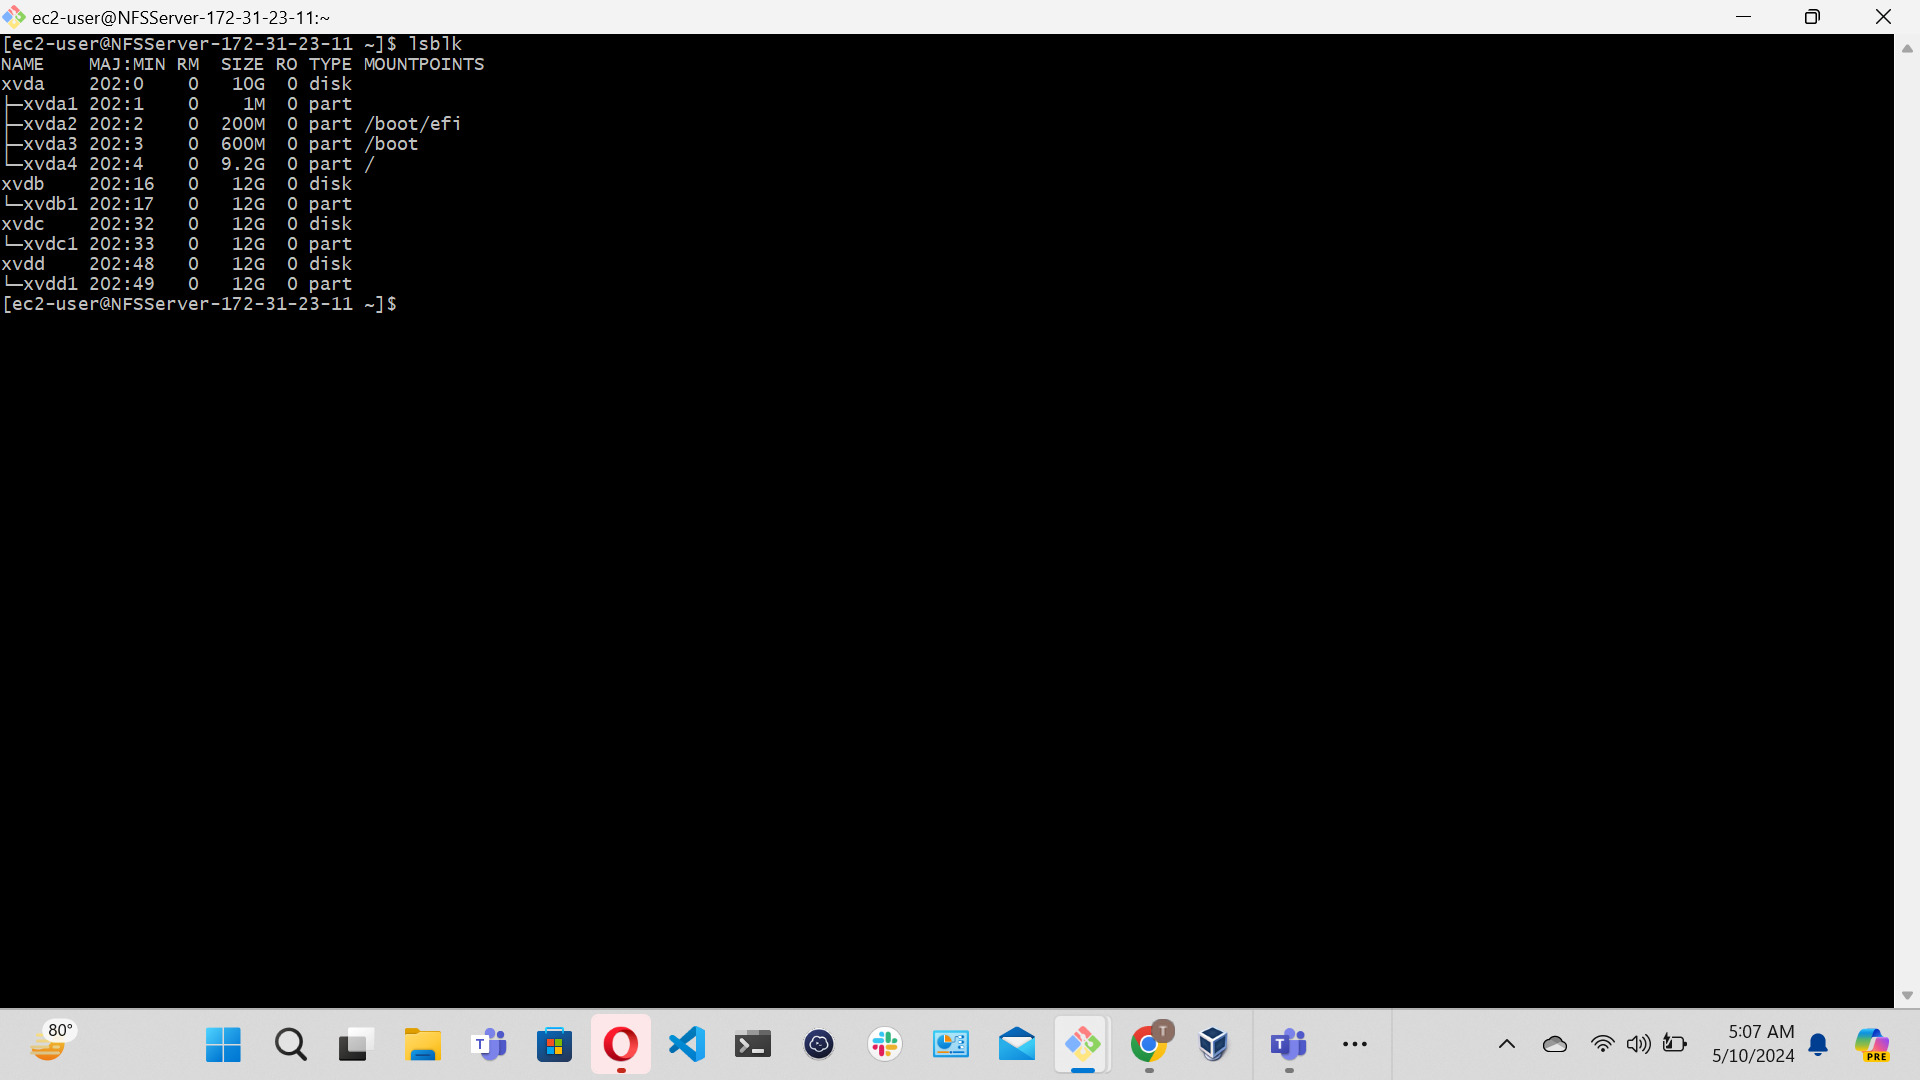 ec2-user@NFSServer-172-31-23-11:~
[ec2-user@NFSServer-172-31-23-11 ~]$ lsblk
NAME    MAJ:MIN RM  SIZE RO TYPE MOUNTPOINTS
xvda    202:0    0   10G  0 disk
├─xvda1 202:1    0    1M  0 part
├─xvda2 202:2    0  200M  0 part /boot/efi
├─xvda3 202:3    0  600M  0 part /boot
└─xvda4 202:4    0  9.2G  0 part /
xvdb    202:16   0   12G  0 disk
└─xvdb1 202:17   0   12G  0 part
xvdc    202:32   0   12G  0 disk
└─xvdc1 202:33   0   12G  0 part
xvdd    202:48   0   12G  0 disk
└─xvdd1 202:49   0   12G  0 part
[ec2-user@NFSServer-172-31-23-11 ~]$
80°
T
T
T
5:07 AM
5/10/2024
PRE